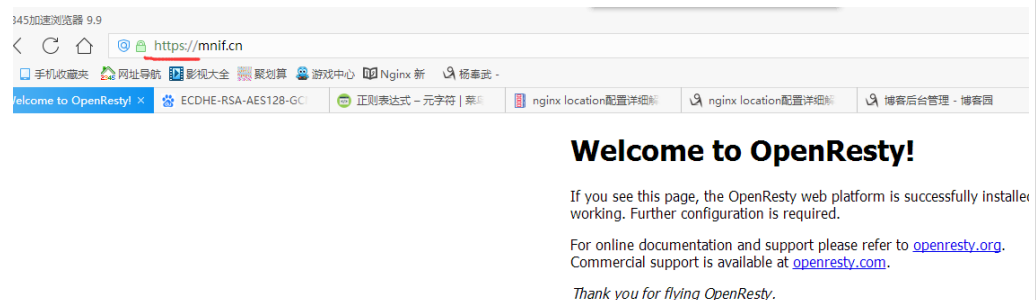 345加速浏览器 9.9
https://mnif.cn
手机收藏夹 网址导航 影视大全 聚划算 游戏中心 Nginx 新 杨奉武 -
Welcome to OpenResty! × ECDHE-RSA-AES128-GC 正则表达式 – 元字符 | 菜 nginx location配置详细 nginx location配置详细 博客后台管理 - 博客园
Welcome to OpenResty!
If you see this page, the OpenResty web platform is successfully installed
working. Further configuration is required.
For online documentation and support please refer to openresty.org.
Commercial support is available at openresty.com.
Thank you for flying OpenResty.